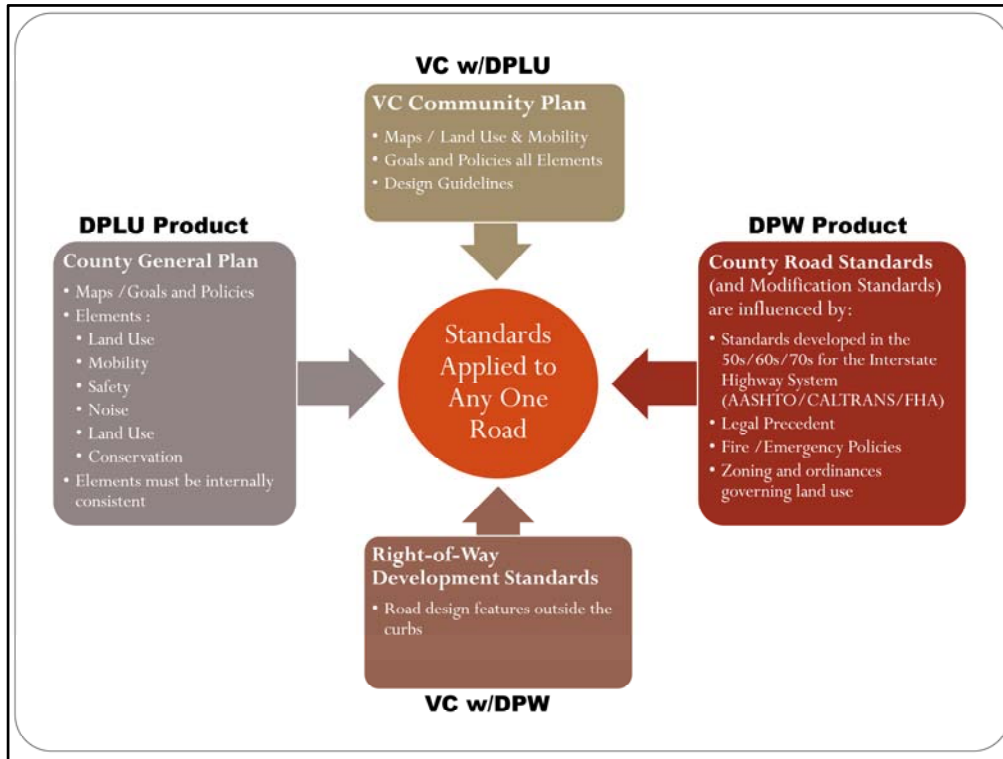 VC w/DPLU
VC Community Plan
• Maps / Land Use & Mobility
• Goals and Policies all Elements
• Design Guidelines
DPLU Product
County General Plan
• Maps /Goals and Policies
• Elements :
• Land Use
• Mobility
• Safety
• Noise
• Land Use
• Conservation
• Elements must be internally
consistent
Standards
Applied to
Any One
Road
DPW Product
County Road Standards
(and Modification Standards)
are influenced by:
• Standards developed in the
50s/60s/70s for the Interstate
Highway System
(AASHTO/CALTRANS/FHA)
• Legal Precedent
• Fire /Emergency Policies
• Zoning and ordinances
governing land use
Right-of-Way
Development Standards
• Road design features outside the
curbs
VC w/DPW